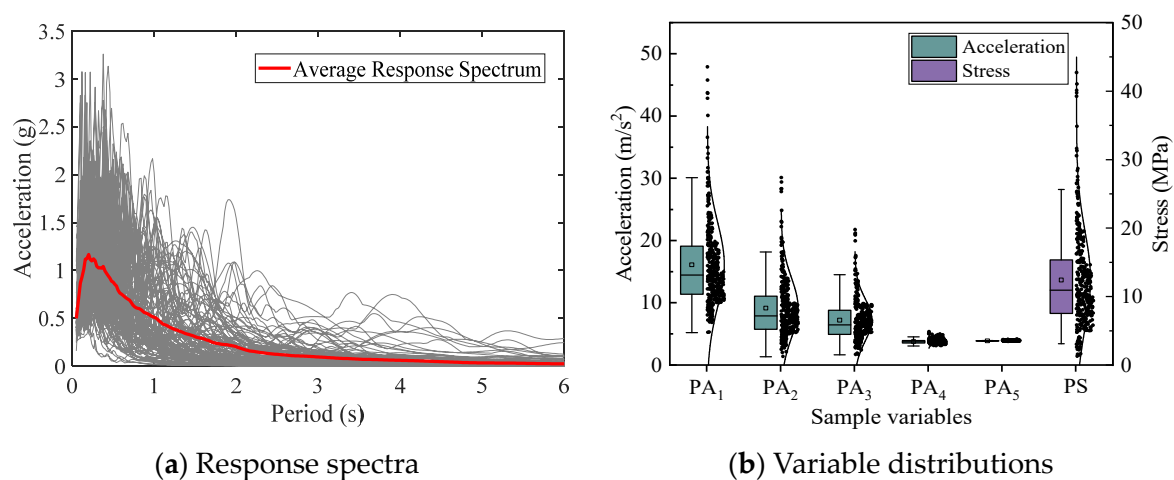 3.5
3
2.5
2
1.5
1
0.5
0
Acceleration (g)
Average Response Spectrum
0 1 2 3 4 5 6
Period (s)
(a) Response spectra
50
40
30
20
10
0
Acceleration (m/s²)
Acceleration
Stress
50
40
30
20
10
0
Stress (MPa)
PA₁ PA₂ PA₃ PA₄ PA₅ PS
Sample variables
(b) Variable distributions